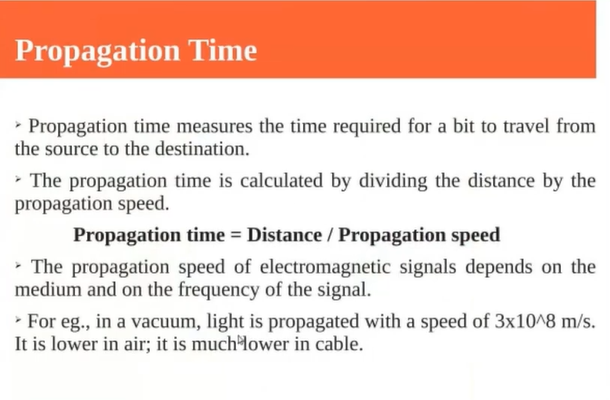 Propagation Time
➢ Propagation time measures the time required for a bit to travel from
the source to the destination.
➢ The propagation time is calculated by dividing the distance by the
propagation speed.
Propagation time = Distance / Propagation speed
➢ The propagation speed of electromagnetic signals depends on the
medium and on the frequency of the signal.
➢ For eg., in a vacuum, light is propagated with a speed of 3x10^8 m/s.
It is lower in air; it is much lower in cable.